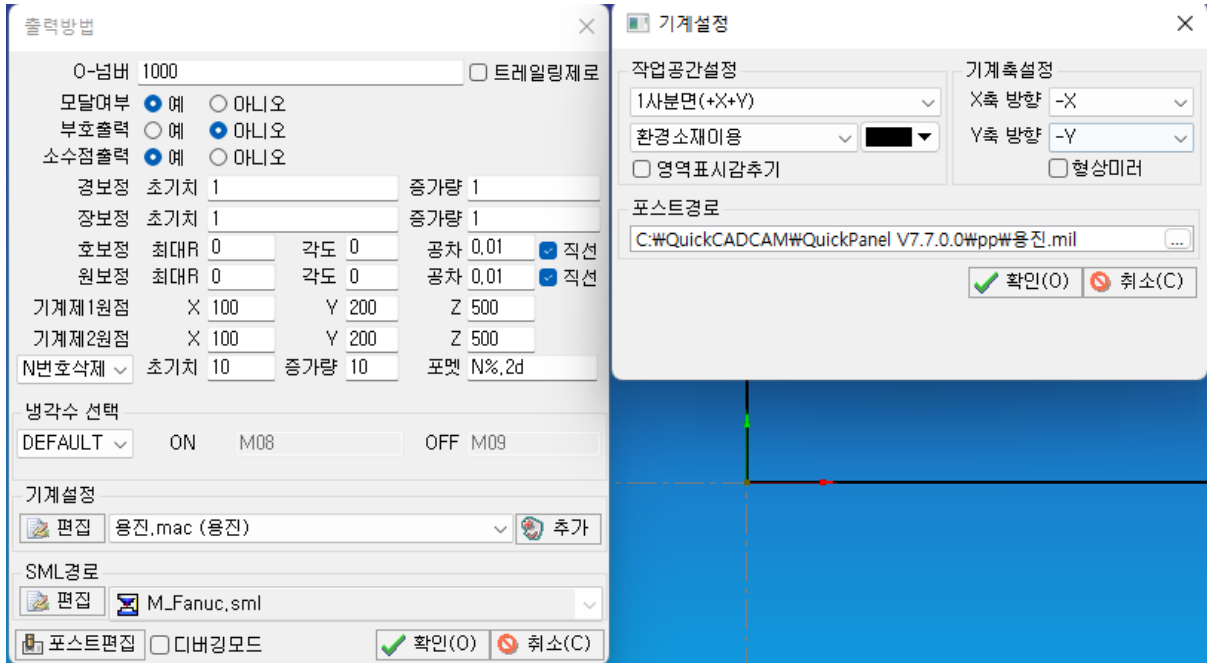 출력방법
O-넘버 1000 트레일링제로
모달여부 예 아니오
부호출력 예 아니오
소수점출력 예 아니오
경보정 초기치 1 증가량 1
장보정 초기치 1 증가량 1
호보정 최대R 0 각도 0 공차 0.01 직선
원보정 최대R 0 각도 0 공차 0.01 직선
기계제1원점 X 100 Y 200 Z 500
기계제2원점 X 100 Y 200 Z 500
N번호삭제 초기치 10 증가량 10 포멧 N%.2d
냉각수 선택
DEFAULT ON M08 OFF M09
기계설정
편집 용진.mac (용진) 추가
SML경로
편집 M_Fanuc.sml
포스트편집 디버깅모드 확인(O) 취소(C)
기계설정
작업공간설정
1사분면(+X+Y)
환경소재이용
영역표시감추기
기계축설정
X축 방향 -X
Y축 방향 -Y
형상미러
포스트경로
C:₩QuickCADCAM₩QuickPanel V7.7.0.0₩pp₩용진.mil ...
확인(O) 취소(C)